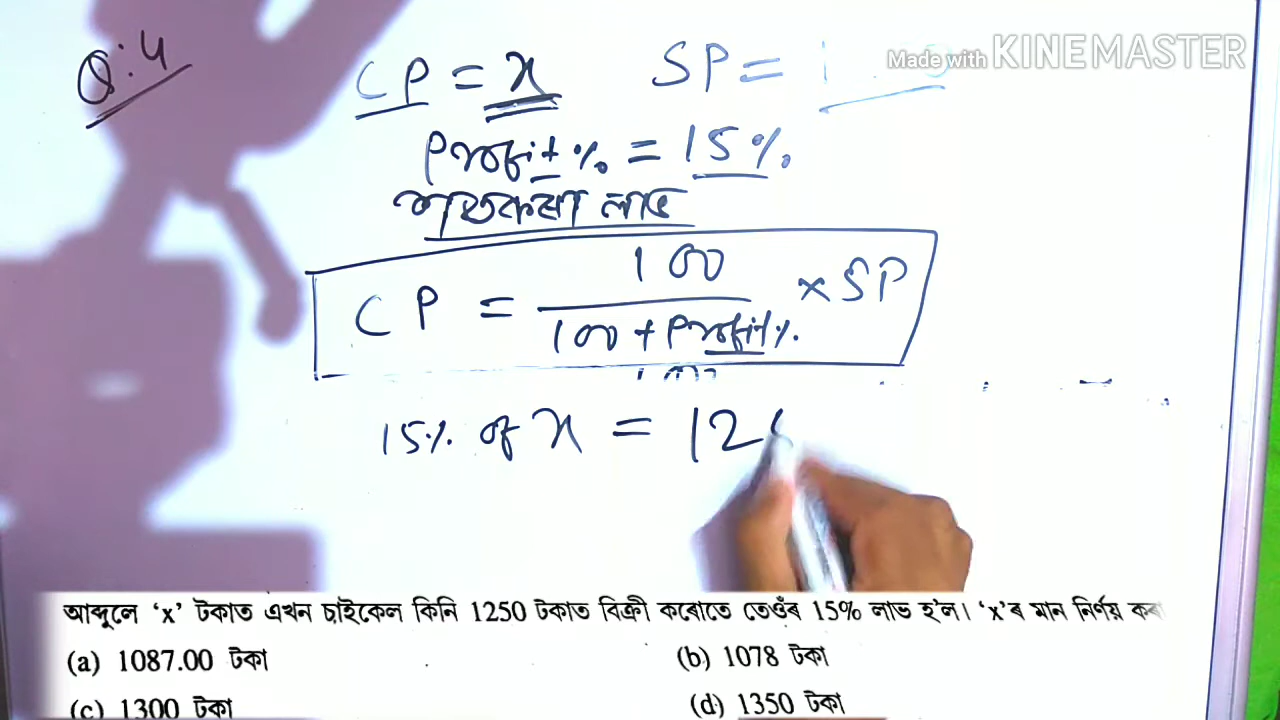 Q:4
CP = x SP =
Made with KINEMASTER
Profit% = 15%
শতকৰা লাভ
CP = 100 / 100 + Profit% × SP
15% of x = 12
আব্দুলে ‘x’ টকাত এখন চাইকেল কিনি 1250 টকাত বিক্ৰী কৰোতে তেওঁৰ 15% লাভ হ’ল। ‘x’ৰ মান নিৰ্ণয় কৰা
(a) 1087.00 টকা (b) 1078 টকা
(c) 1300 টকা (d) 1350 টকা